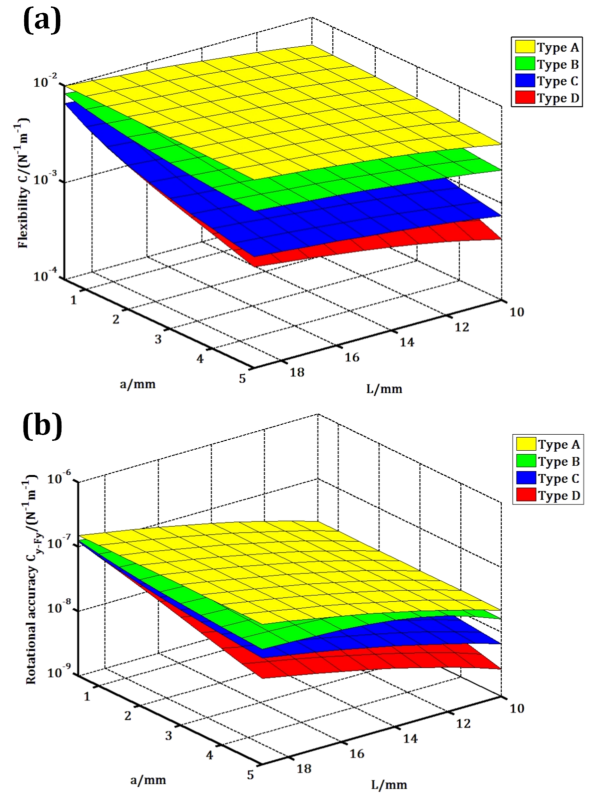 (a)
Type A
Type B
Type C
Type D
Flexibility C/(N⁻¹m⁻¹)
10⁻²
10⁻³
10⁻⁴
1
2
3
4
5
a/mm
18
16
14
12
10
L/mm
(b)
Type A
Type B
Type C
Type D
Rotational accuracy Cy-Fy/(N⁻¹m⁻¹)
10⁻⁶
10⁻⁷
10⁻⁸
10⁻⁹
1
2
3
4
5
a/mm
18
16
14
12
10
L/mm